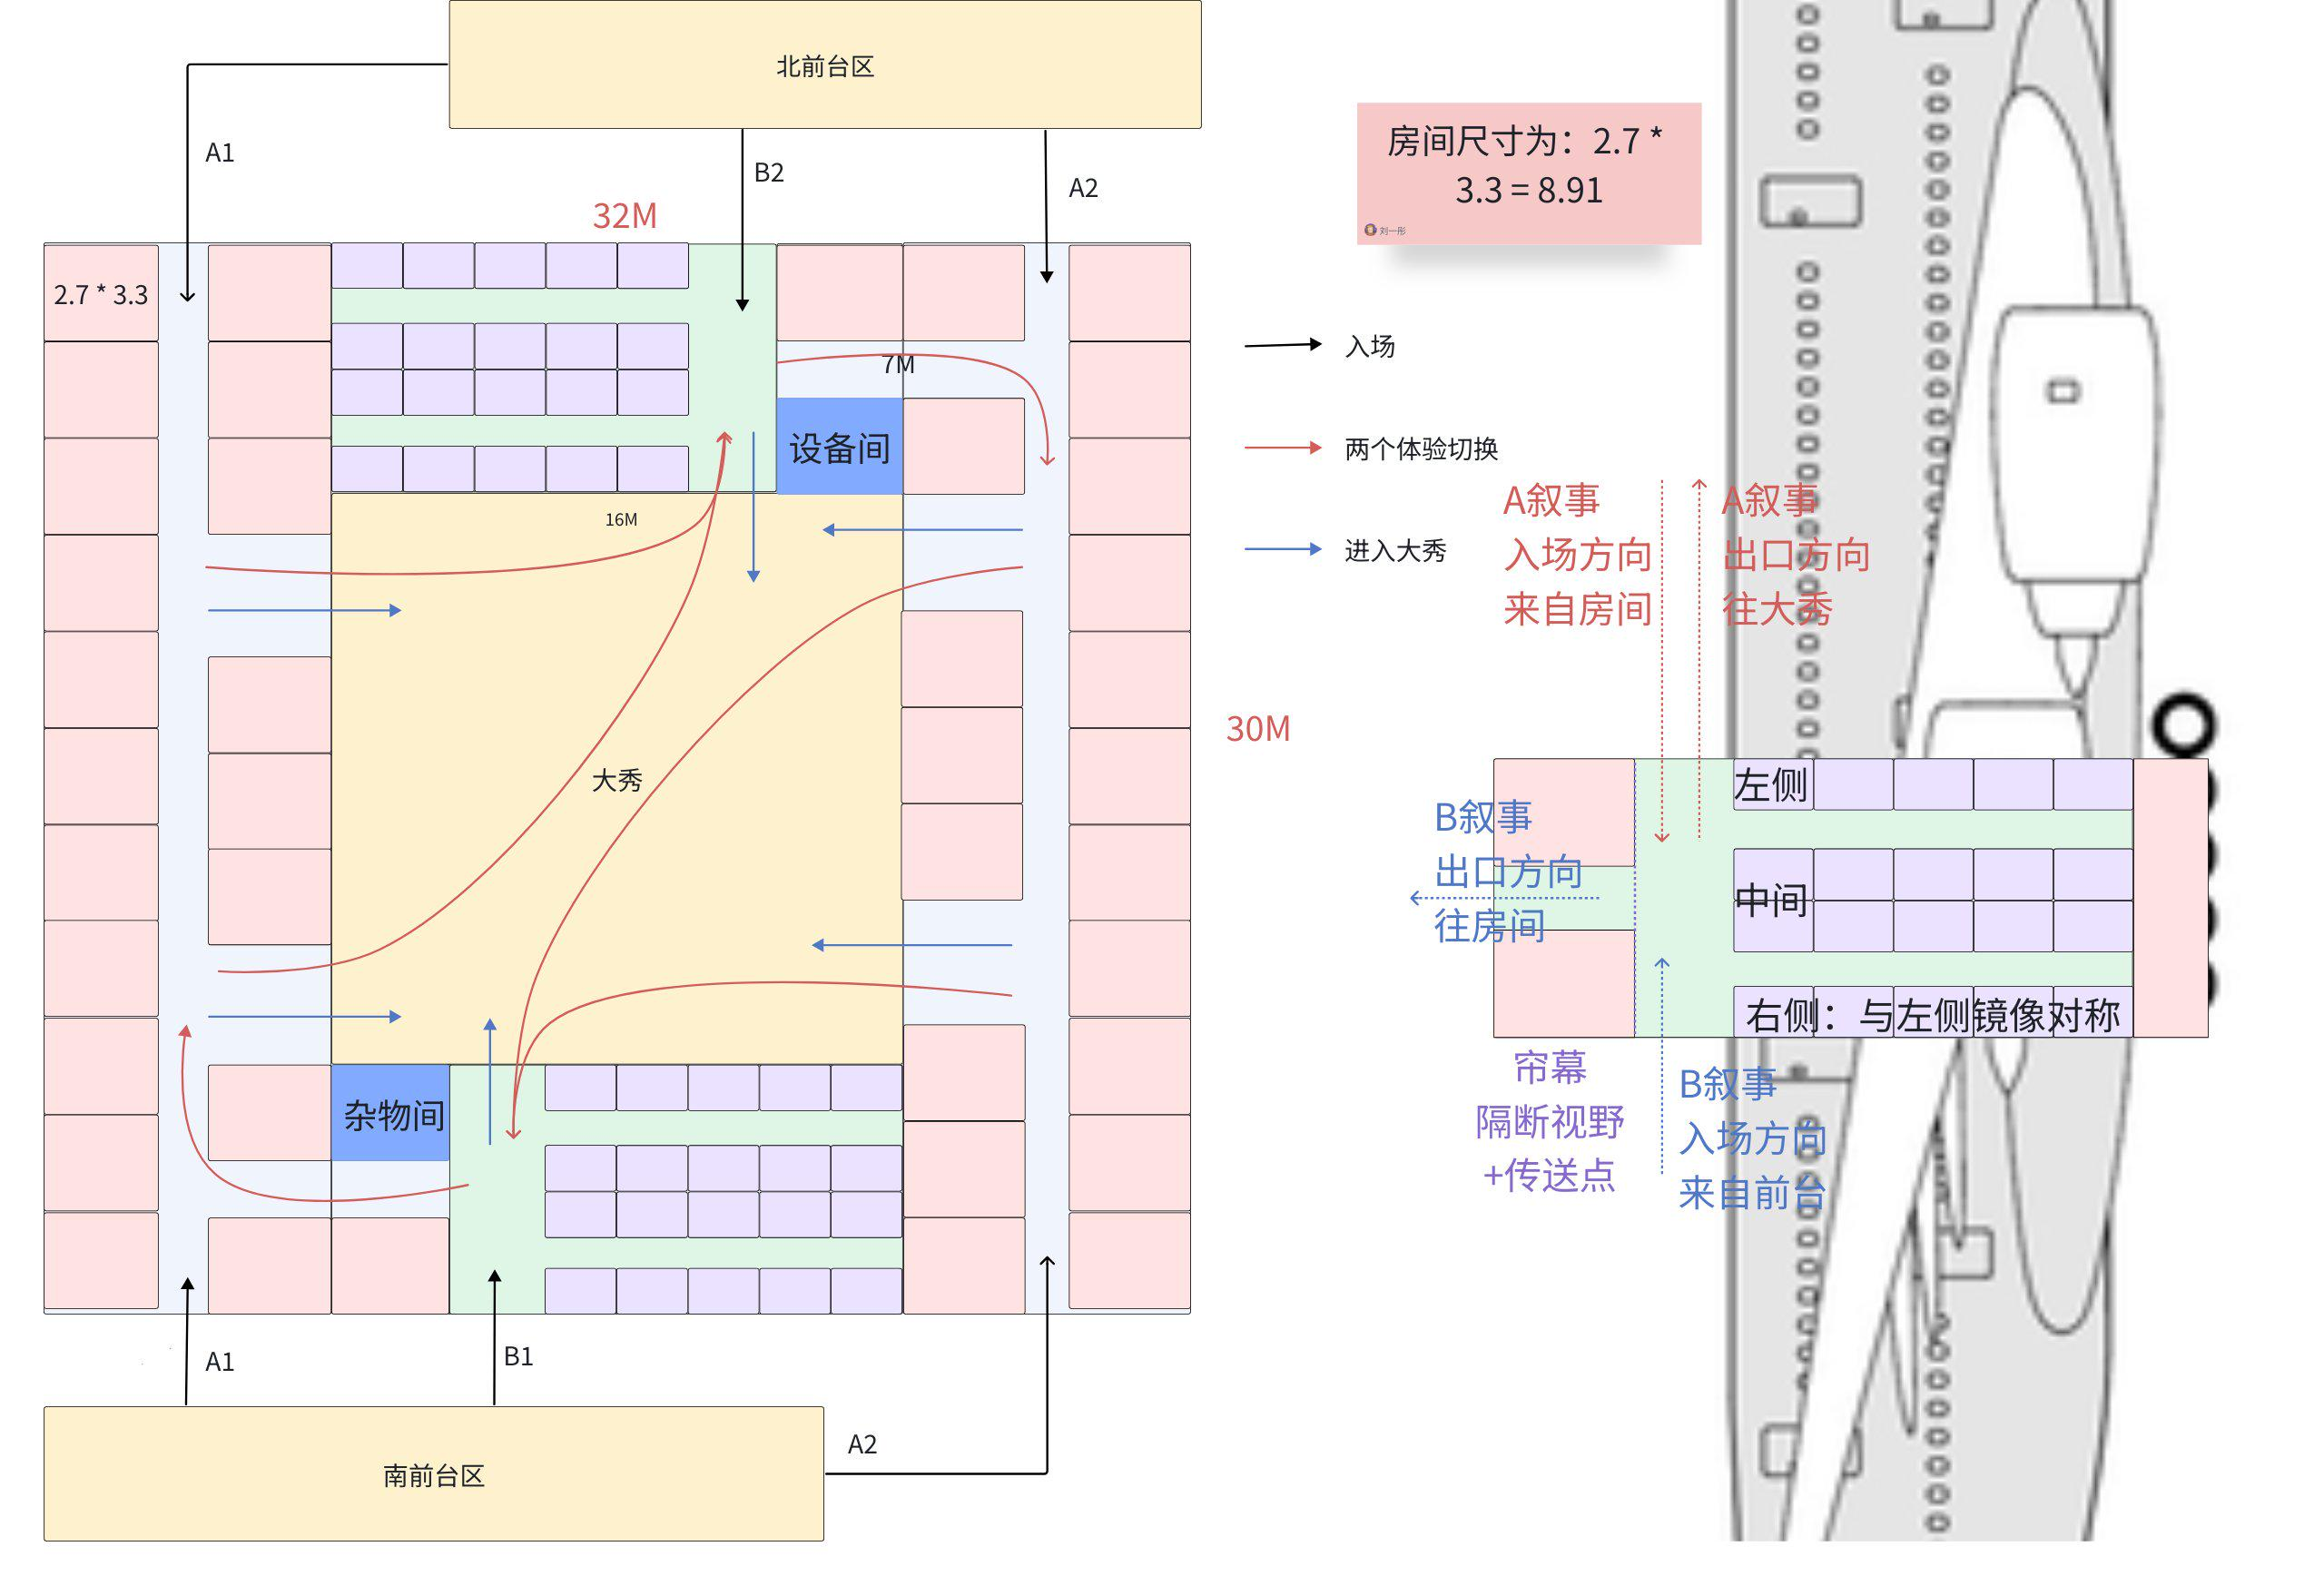 北前台区
A1
B2
A2
32M
2.7 * 3.3
7M
设备间
16M
大秀
30M
杂物间
A1
B1
A2
南前台区
房间尺寸为：2.7 *
3.3 = 8.91
刘一彤
入场
两个体验切换
进入大秀
A叙事
入场方向
来自房间
A叙事
出口方向
往大秀
B叙事
出口方向
往房间
左侧
中间
右侧：与左侧镜像对称
帘幕
隔断视野
+传送点
B叙事
入场方向
来自前台